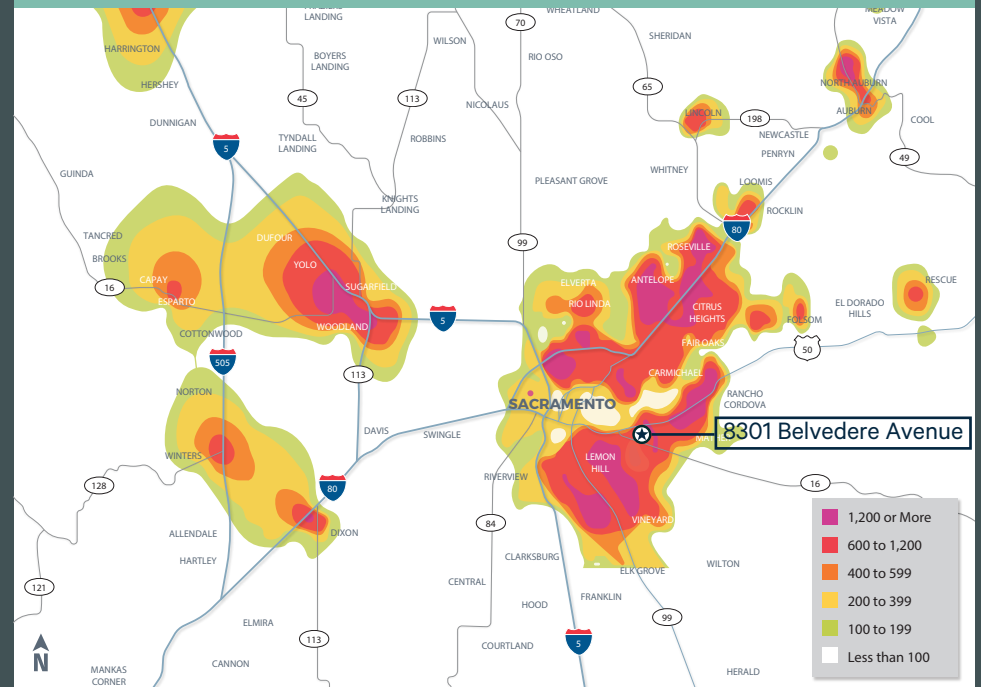 LANDING
WHEATLAND
MEADOW
VISTA
70
HARRINGTON
WILSON
SHERIDAN
BOYERS
LANDING
RIO OSO
HERSHEY
65
NORTH AUBURN
45
113
NICOLAUS
LINCOLN
198
AUBURN
COOL
DUNNIGAN
NEWCASTLE
TYNDALL
LANDING
ROBBINS
5
PENRYN
49
GUINDA
PLEASANT GROVE
WHITNEY
LOOMIS
KNIGHTS
LANDING
ROCKLIN
TANCRED
DUFOUR
80
99
ROSEVILLE
BROOKS
YOLO
CAPAY
16
SUGARFIELD
ELVERTA
ANTELOPE
RESCUE
ESPARTO
RIO LINDA
CITRUS
HEIGHTS
EL DORADO
HILLS
5
FOLSOM
WOODLAND
COTTONWOOD
FAIR OAKS
50
505
CARMICHAEL
113
NORTON
RANCHO
CORDOVA
SACRAMENTO
DAVIS
SWINGLE
8301 Belvedere Avenue
WINTERS
LEMON
HILL
RIVERVIEW
128
80
16
84
VINEYARD
ALLENDALE
DIXON
HARTLEY
CLARKSBURG
WILTON
ELK GROVE
121
CENTRAL
FRANKLIN
HOOD
99
ELMIRA
113
5
COURTLAND
N
CANNON
MANKAS
CORNER
HERALD
1,200 or More
600 to 1,200
400 to 599
200 to 399
100 to 199
Less than 100